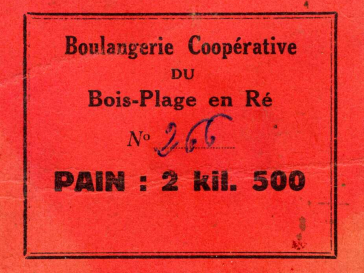 Boulangerie Coopérative
DU
Bois-Plage en Ré
No 266
PAIN : 2 kil. 500